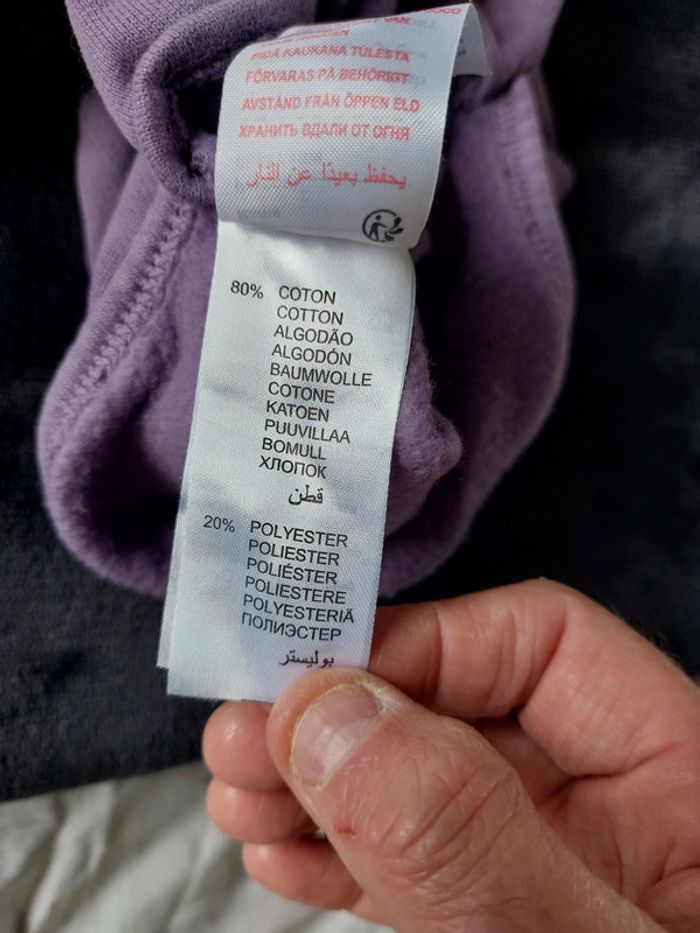 PIDÄ KAUKANA TULESTA
FÖRVARAS PÅ BEHÖRIGT
AVSTÅND FRÅN ÖPPEN ELD
ХРАНИТЬ ВДАЛИ ОТ ОГНЯ
يحفظ بعيدًا عن النار
80% COTON
COTTON
ALGODÃO
ALGODÓN
BAUMWOLLE
COTONE
KATOEN
PUUVILLAA
BOMULL
ХЛОПОК
قطن
20% POLYESTER
POLIESTER
POLIÉSTER
POLIESTERE
POLYESTERIÄ
ПОЛИЭСТЕР
بوليستر